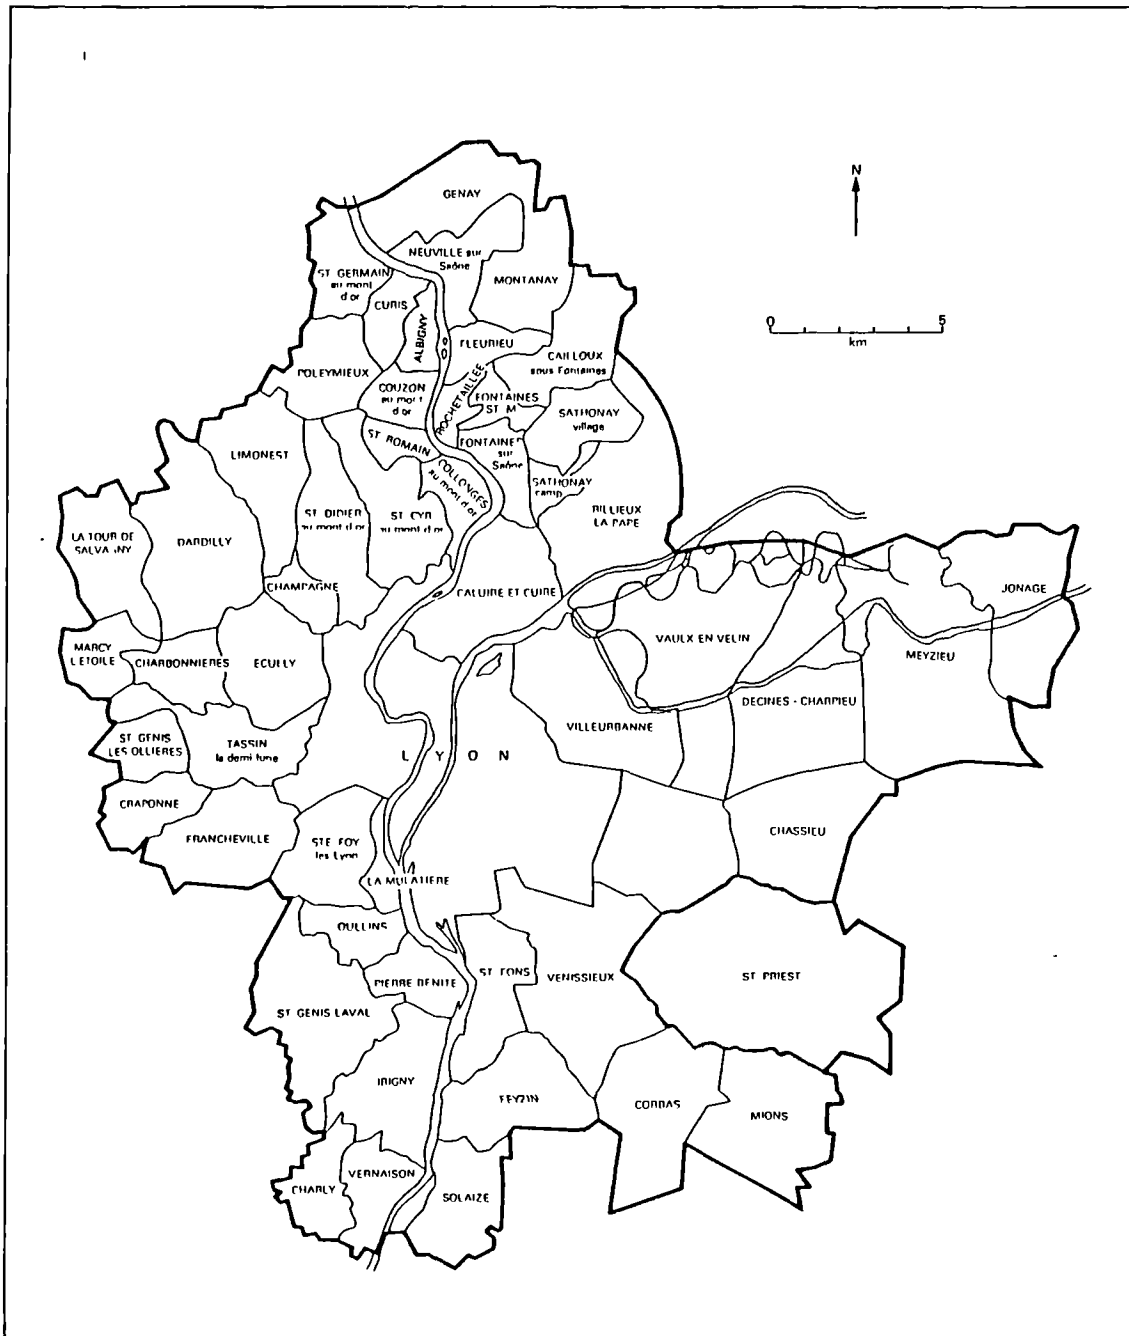 GENAY
N
NEUVILLE sur
Saône
ST GERMAIN
au mont
d'or
MONTANAY
CURIS
ALBIGNY
0 5
km
FLEURIEU
CAILLOUX
sous Fontaines
POLEYMIEUX
COUZON
au mont
d'or
ROCHETAILLÉE
FONTAINES
ST M
SATHONAY
village
ST ROMAIN
FONTAINES
sur
Saône
LIMONEST
COLLONGES
au mont d'or
SATHONAY
camp
ST DIDIER
au mont d'or
ST CYR
au mont d'or
RILLIEUX
LA PAPE
LA TOUR DE
SALVAGNY
DARDILLY
CHAMPAGNE
CALUIRE ET CUIRE
JONAGE
MARCY
L'ETOILE
CHARBONNIERES
ECULLY
VAULX EN VELIN
MEYZIEU
DECINES - CHARPIEU
ST GENIS
LES OLLIERES
TASSIN
la demi lune
VILLEURBANNE
LYON
CRAPONNE
FRANCHEVILLE
STE FOY
les Lyon
CHASSIEU
LA MULATIERE
OULLINS
PIERRE BENITE
ST FONS
VENISSIEUX
ST PRIEST
ST GENIS LAVAL
IRIGNY
FEYZIN
CORBAS
MIONS
CHARLY
VERNAISON
SOLAIZE